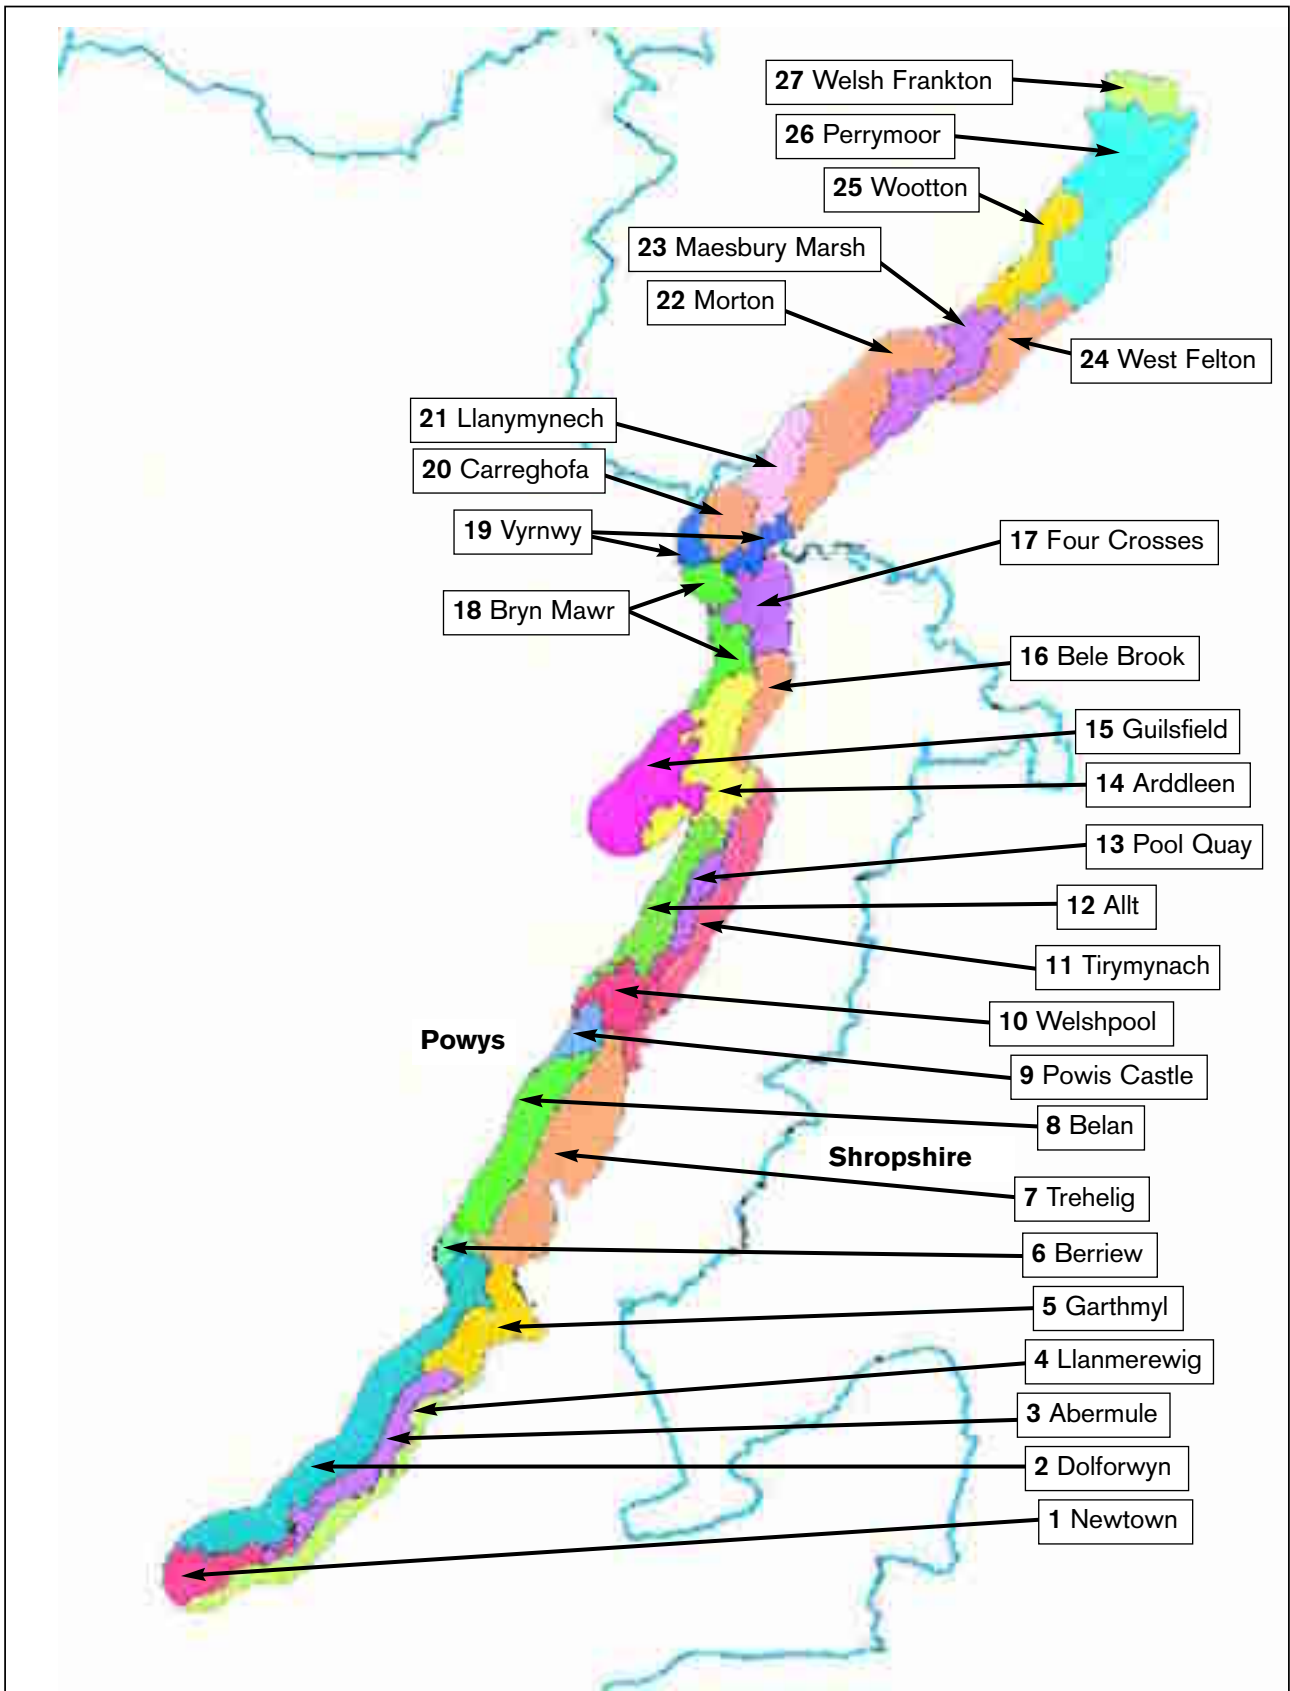 27 Welsh Frankton
26 Perrymoor
25 Wootton
23 Maesbury Marsh
22 Morton
24 West Felton
21 Llanymynech
20 Carreghofa
19 Vyrnwy
17 Four Crosses
18 Bryn Mawr
16 Bele Brook
15 Guilsfield
14 Arddleen
13 Pool Quay
12 Allt
11 Tirymynach
10 Welshpool
Powys
9 Powis Castle
8 Belan
Shropshire
7 Trehelig
6 Berriew
5 Garthmyl
4 Llanmerewig
3 Abermule
2 Dolforwyn
1 Newtown